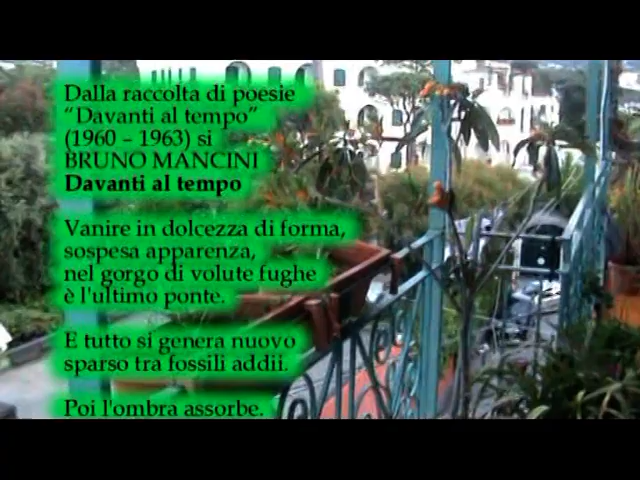 Dalla raccolta di poesie
“Davanti al tempo”
(1960 – 1963) si
BRUNO MANCINI
Davanti al tempo
Vanire in dolcezza di forma,
sospesa apparenza,
nel gorgo di volute fughe
è l'ultimo ponte.
E tutto si genera nuovo
sparso tra fossili addii.
Poi l'ombra assorbe.